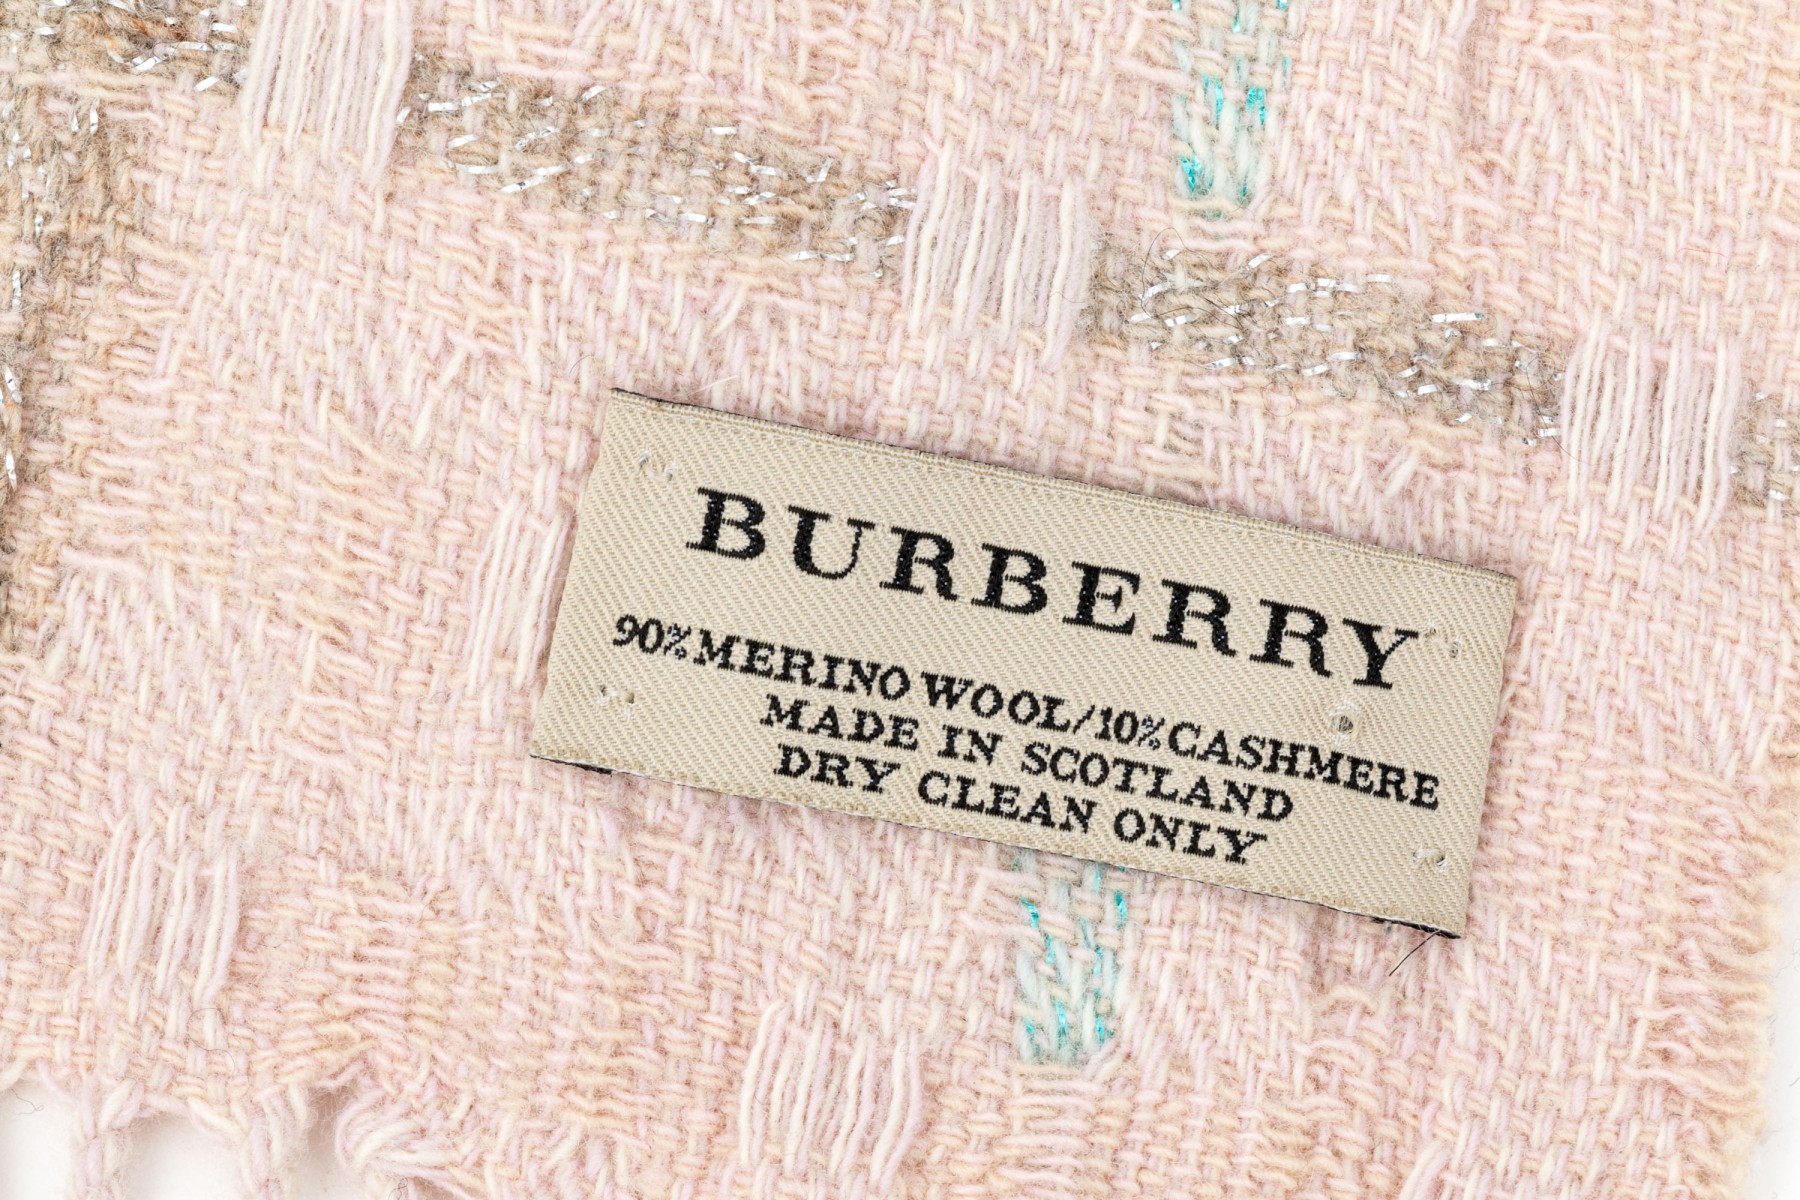 BURBERRY
90% MERINO WOOL/10% CASHMERE
MADE IN SCOTLAND
DRY CLEAN ONLY